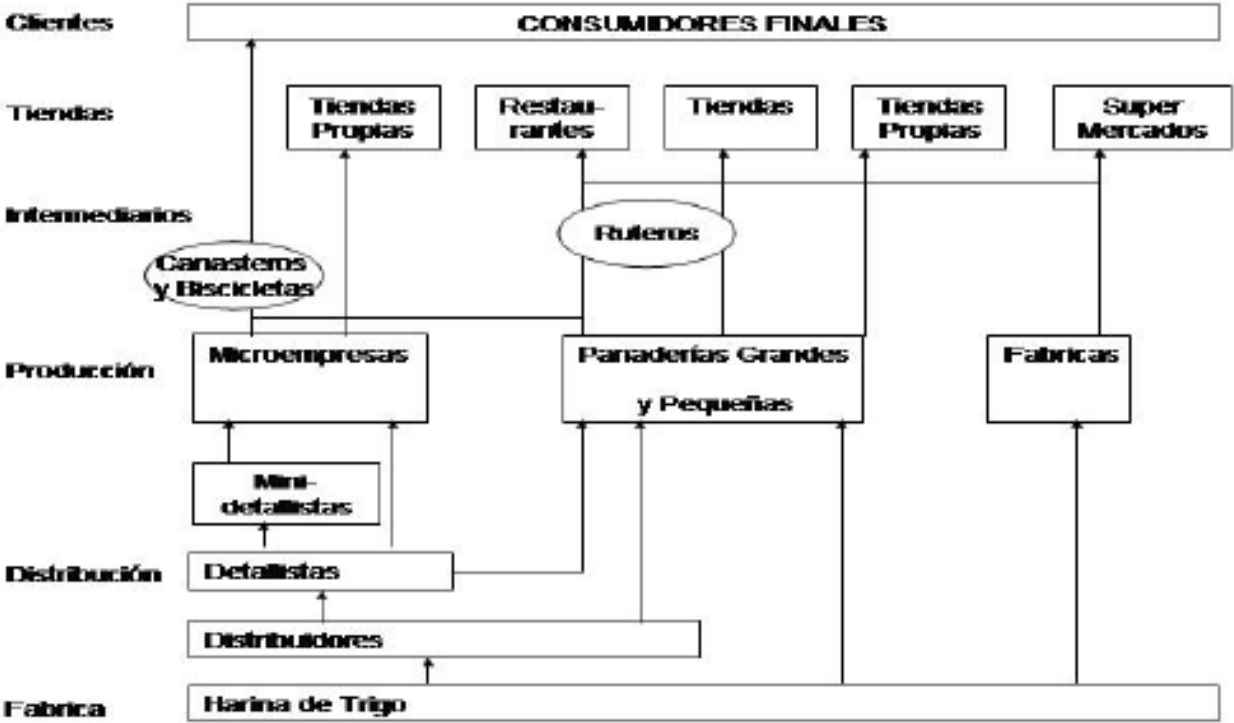 Clientes
CONSUMIDORES FINALES
Tiendas
Tiendas
Propias
Restau-
rantes
Tiendas
Tiendas
Propias
Super
Mercados
Intermediarios
Ruteros
Canasteros
y Biscicletas
Producción
Microempresas
Panaderías Grandes
y Pequeñas
Fabricas
Mini-
detallistas
Distribución
Detallistas
Distribuidores
Fabrica
Harina de Trigo